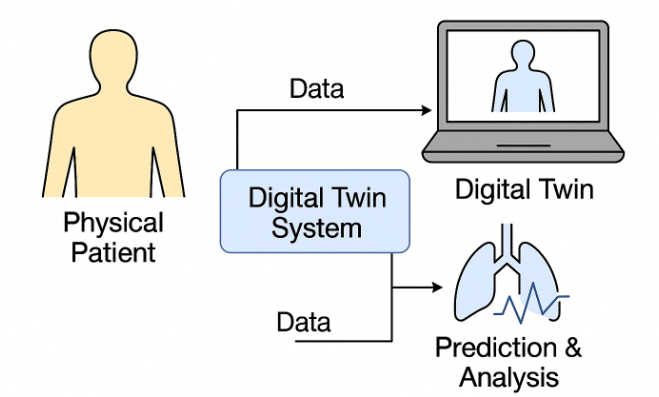 Data
Digital Twin
Physical
Patient
Digital Twin
System
Data
Prediction &
Analysis